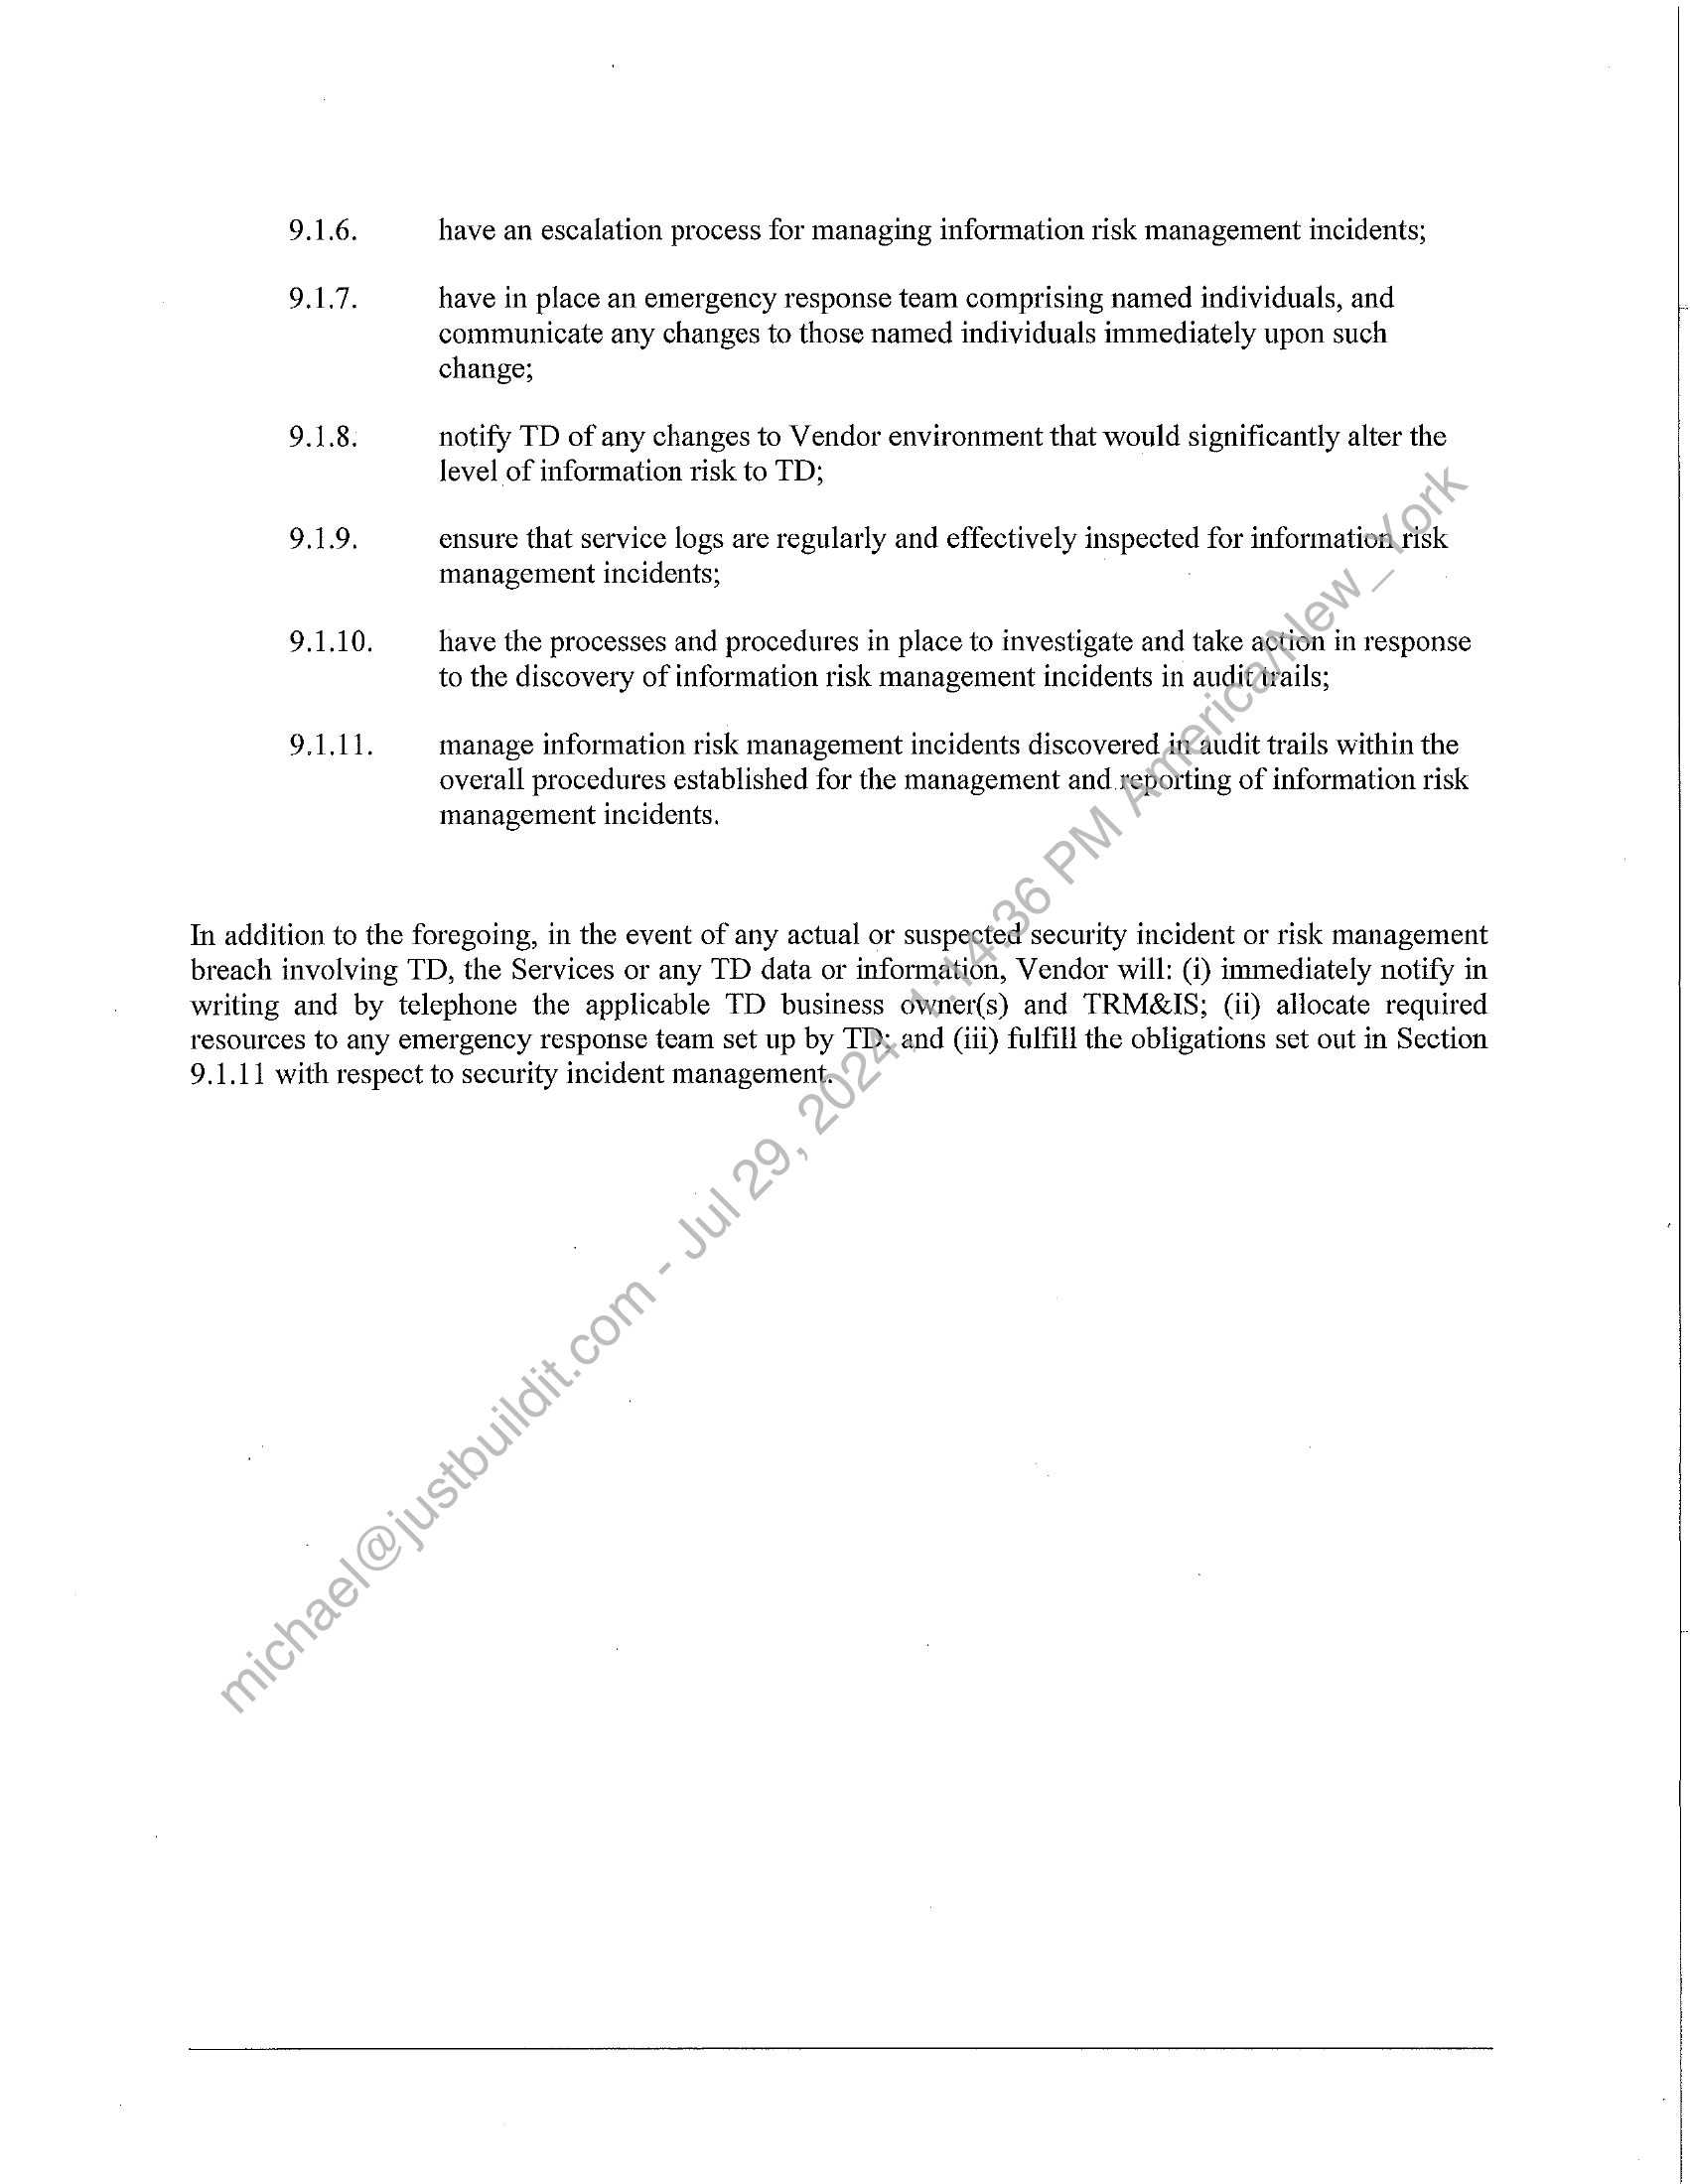 9.1.6. have an escalation process for managing information risk management incidents;
9.1.7. have in place an emergency response team comprising named individuals, and
communicate any changes to those named individuals immediately upon such
change;
9.1.8. notify TD of any changes to Vendor environment that would significantly alter the
level of information risk to TD;
9.1.9. ensure that service logs are regularly and effectively inspected for information risk
management incidents;
9.1.10. have the processes and procedures in place to investigate and take action in response
to the discovery of information risk management incidents in audit trails;
9.1.11. manage information risk management incidents discovered in audit trails within the
overall procedures established for the management and reporting of information risk
management incidents.
In addition to the foregoing, in the event of any actual or suspected security incident or risk management
breach involving TD, the Services or any TD data or information, Vendor will: (i) immediately notify in
writing and by telephone the applicable TD business owner(s) and TRM&IS; (ii) allocate required
resources to any emergency response team set up by TD; and (iii) fulfill the obligations set out in Section
9.1.11 with respect to security incident management.
michael@justbuildit.com - Jul 29, 2024, 1:14:36 PM America/New_York